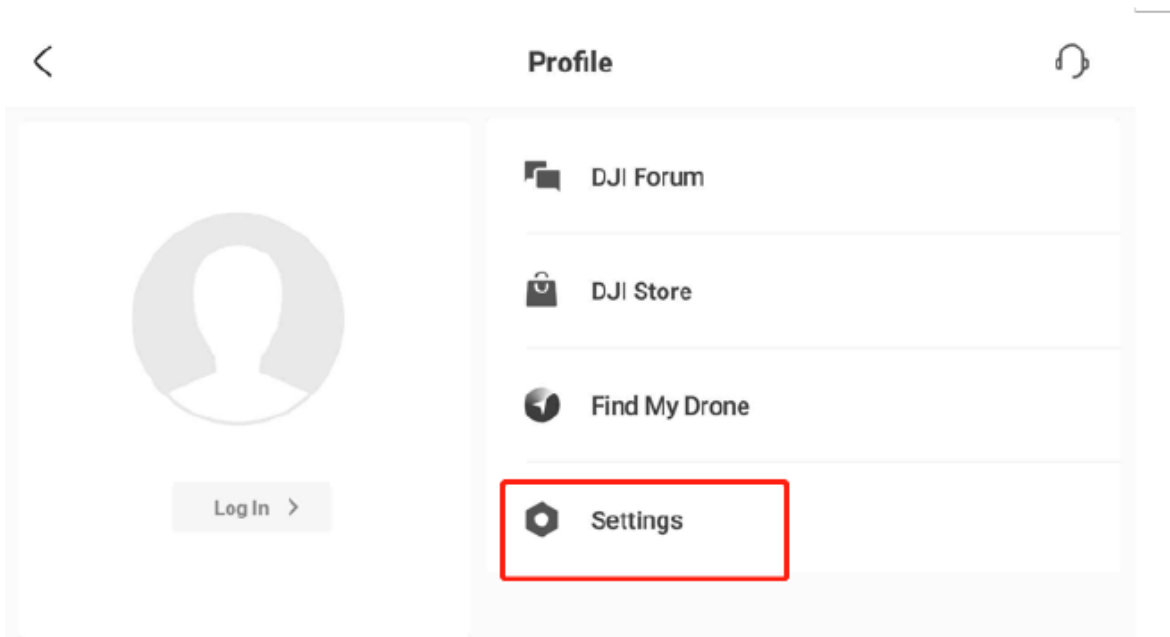 Profile
DJI Forum
DJI Store
Find My Drone
Log In
Settings